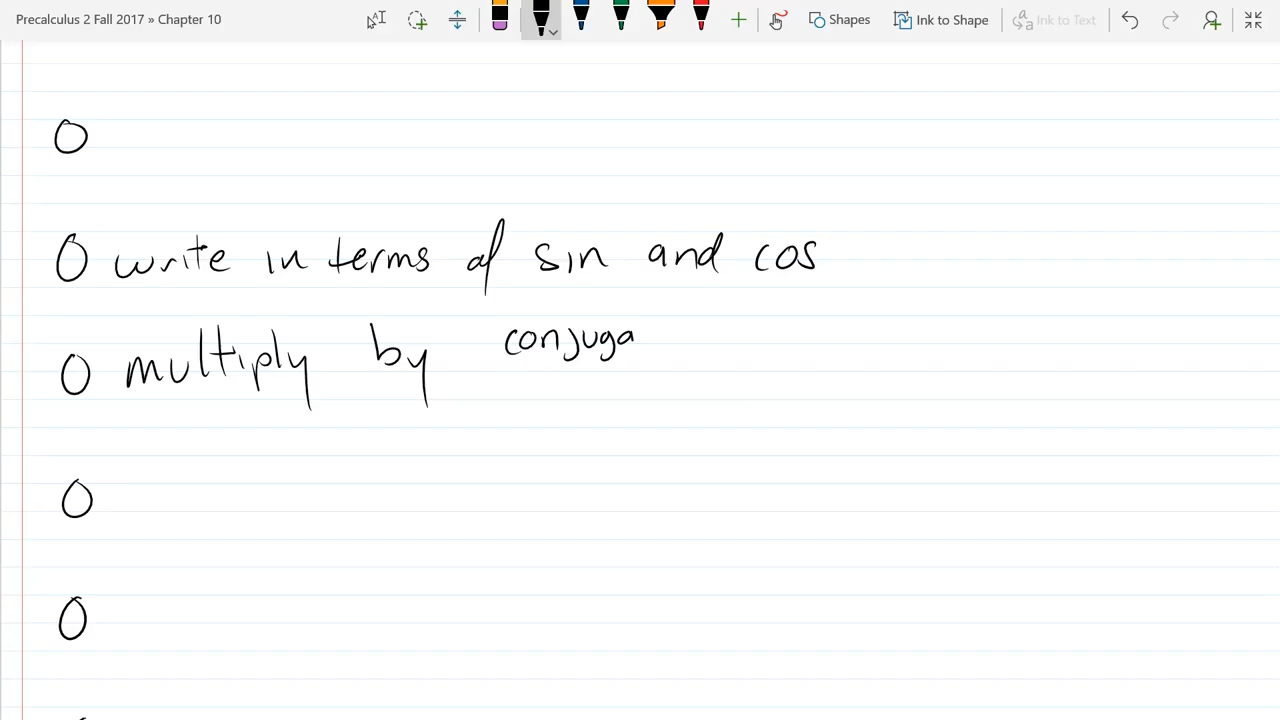 Precalculus 2 Fall 2017 » Chapter 10
Shapes
Ink to Shape
Ink to Text
O
O write in terms of sin and cos
O multiply by conjuga
O
O